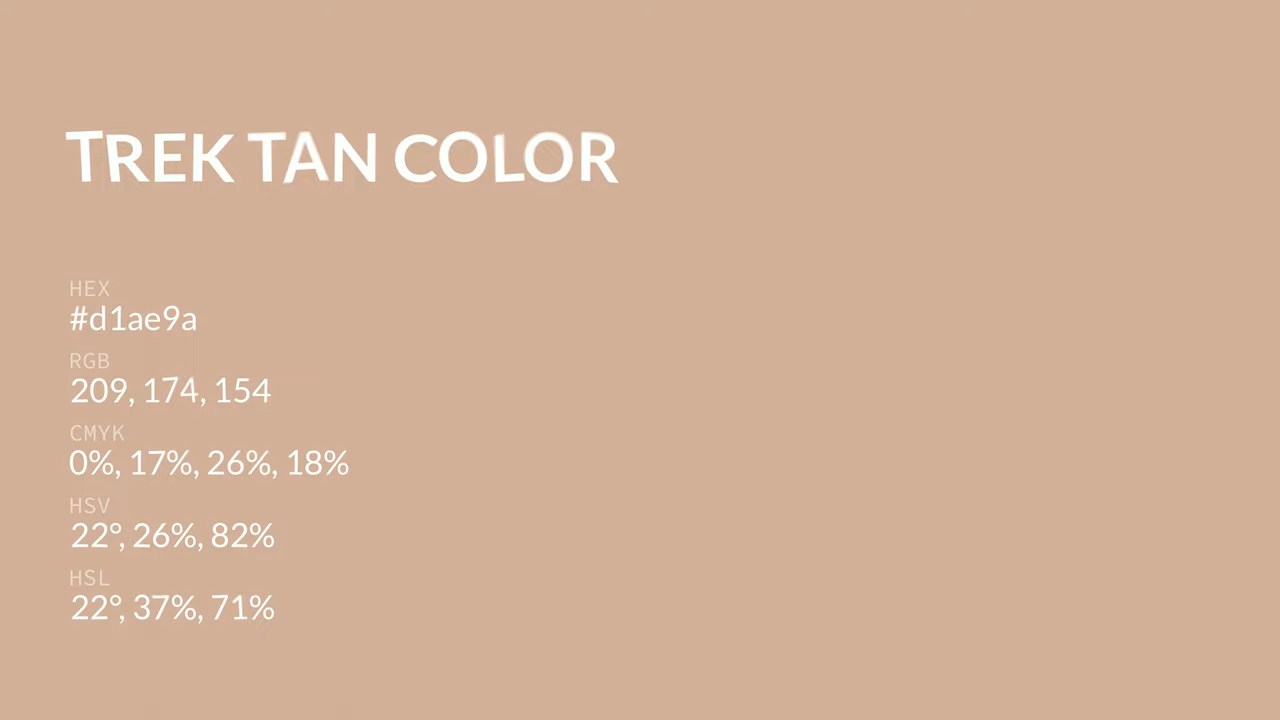 TREK TAN COLOR
HEX
#d1ae9a
RGB
209, 174, 154
CMYK
0%, 17%, 26%, 18%
HSV
22°, 26%, 82%
HSL
22°, 37%, 71%